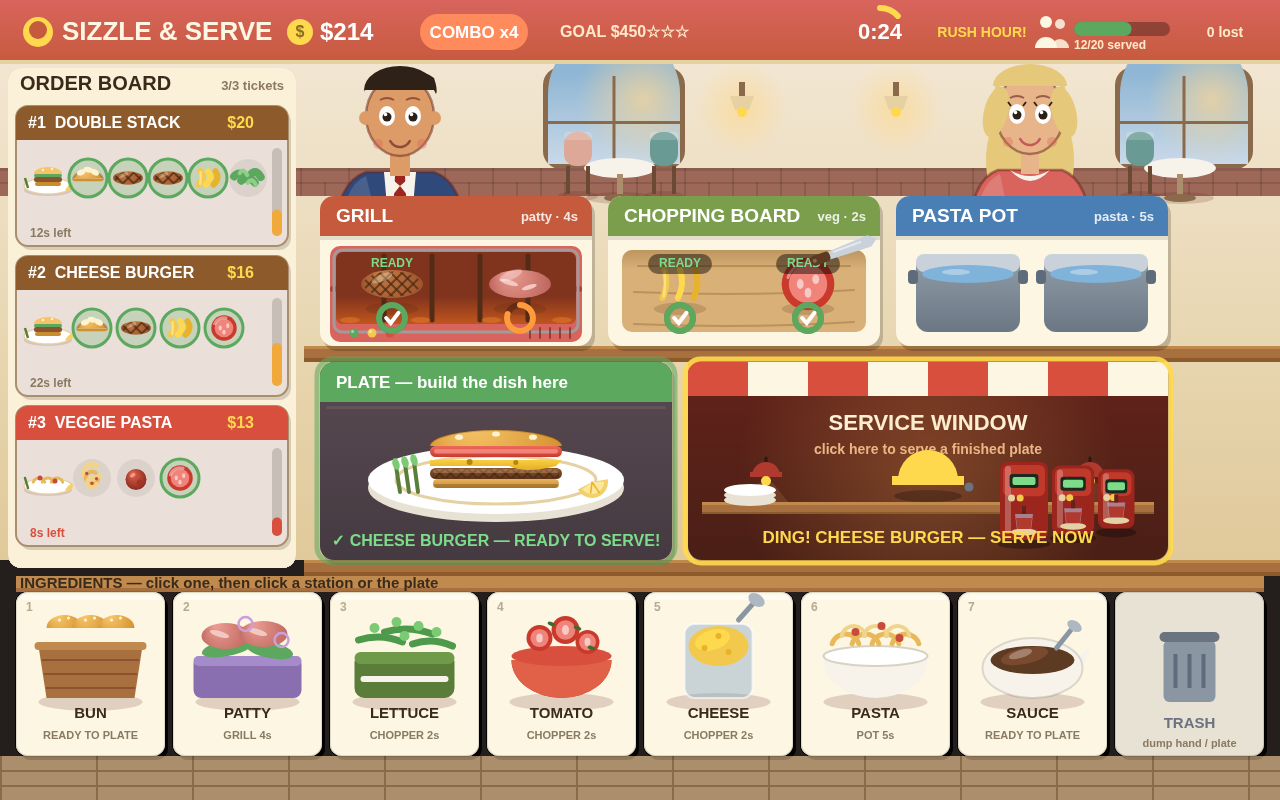 SIZZLE & SERVE
$ $214
COMBO x4
GOAL $450☆☆☆
0:24
RUSH HOUR!
12/20 served
0 lost
ORDER BOARD
3/3 tickets
#1 DOUBLE STACK $20
12s left
#2 CHEESE BURGER $16
22s left
#3 VEGGIE PASTA $13
8s left
GRILL
patty · 4s
READY
CHOPPING BOARD
veg · 2s
READY
PASTA POT
pasta · 5s
PLATE — build the dish here
✓ CHEESE BURGER — READY TO SERVE!
SERVICE WINDOW
click here to serve a finished plate
DING! CHEESE BURGER — SERVE NOW
INGREDIENTS — click one, then click a station or the plate
1
BUN
READY TO PLATE
2
PATTY
GRILL 4s
3
LETTUCE
CHOPPER 2s
4
TOMATO
CHOPPER 2s
5
CHEESE
CHOPPER 2s
6
PASTA
POT 5s
7
SAUCE
READY TO PLATE
TRASH
dump hand / plate